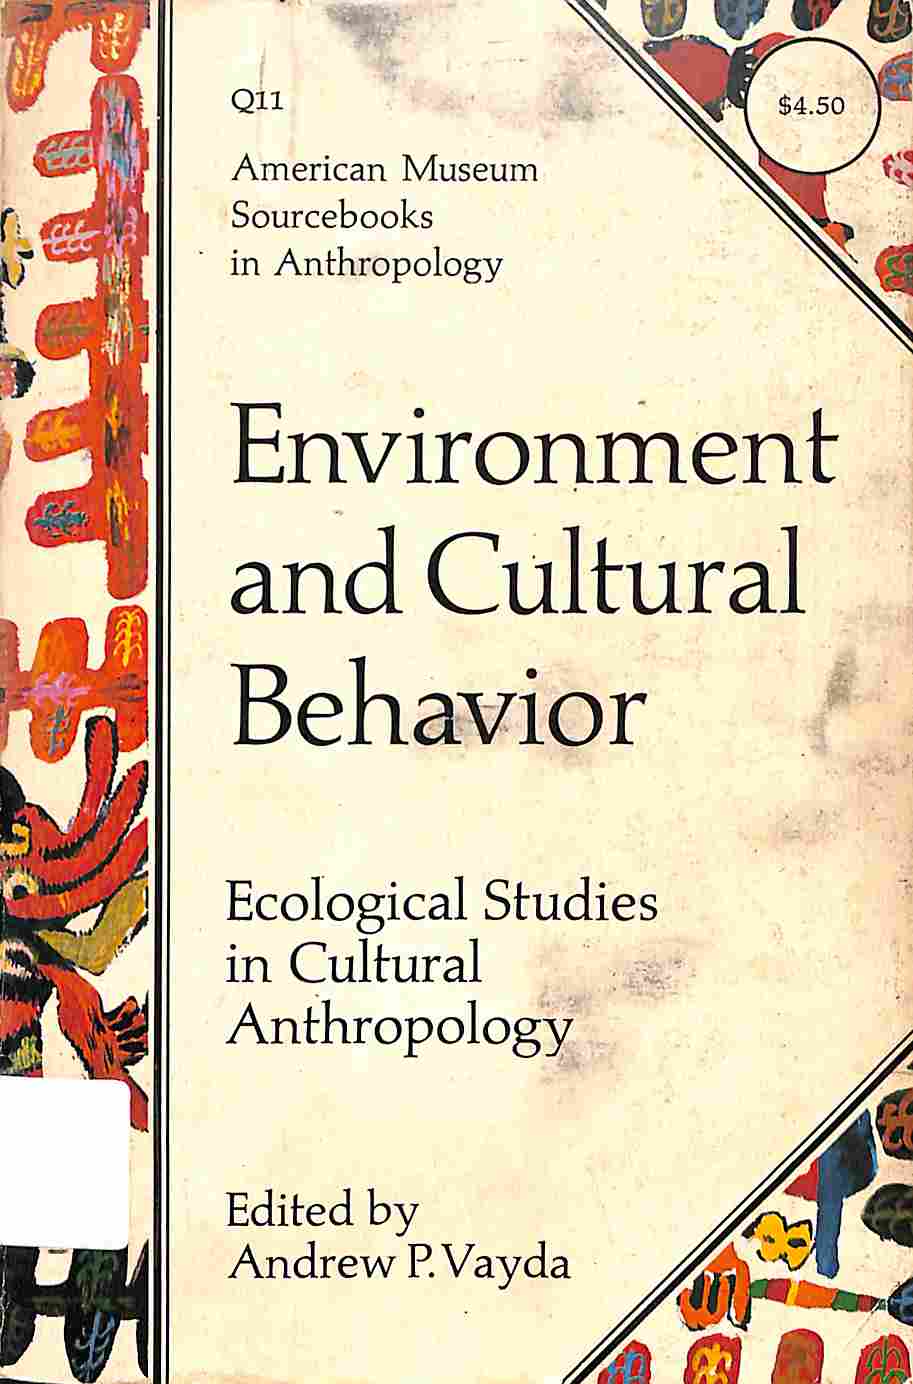 Q11
$4.50
American Museum
Sourcebooks
in Anthropology
Environment
and Cultural
Behavior
Ecological Studies
in Cultural
Anthropology
Edited by
Andrew P. Vayda